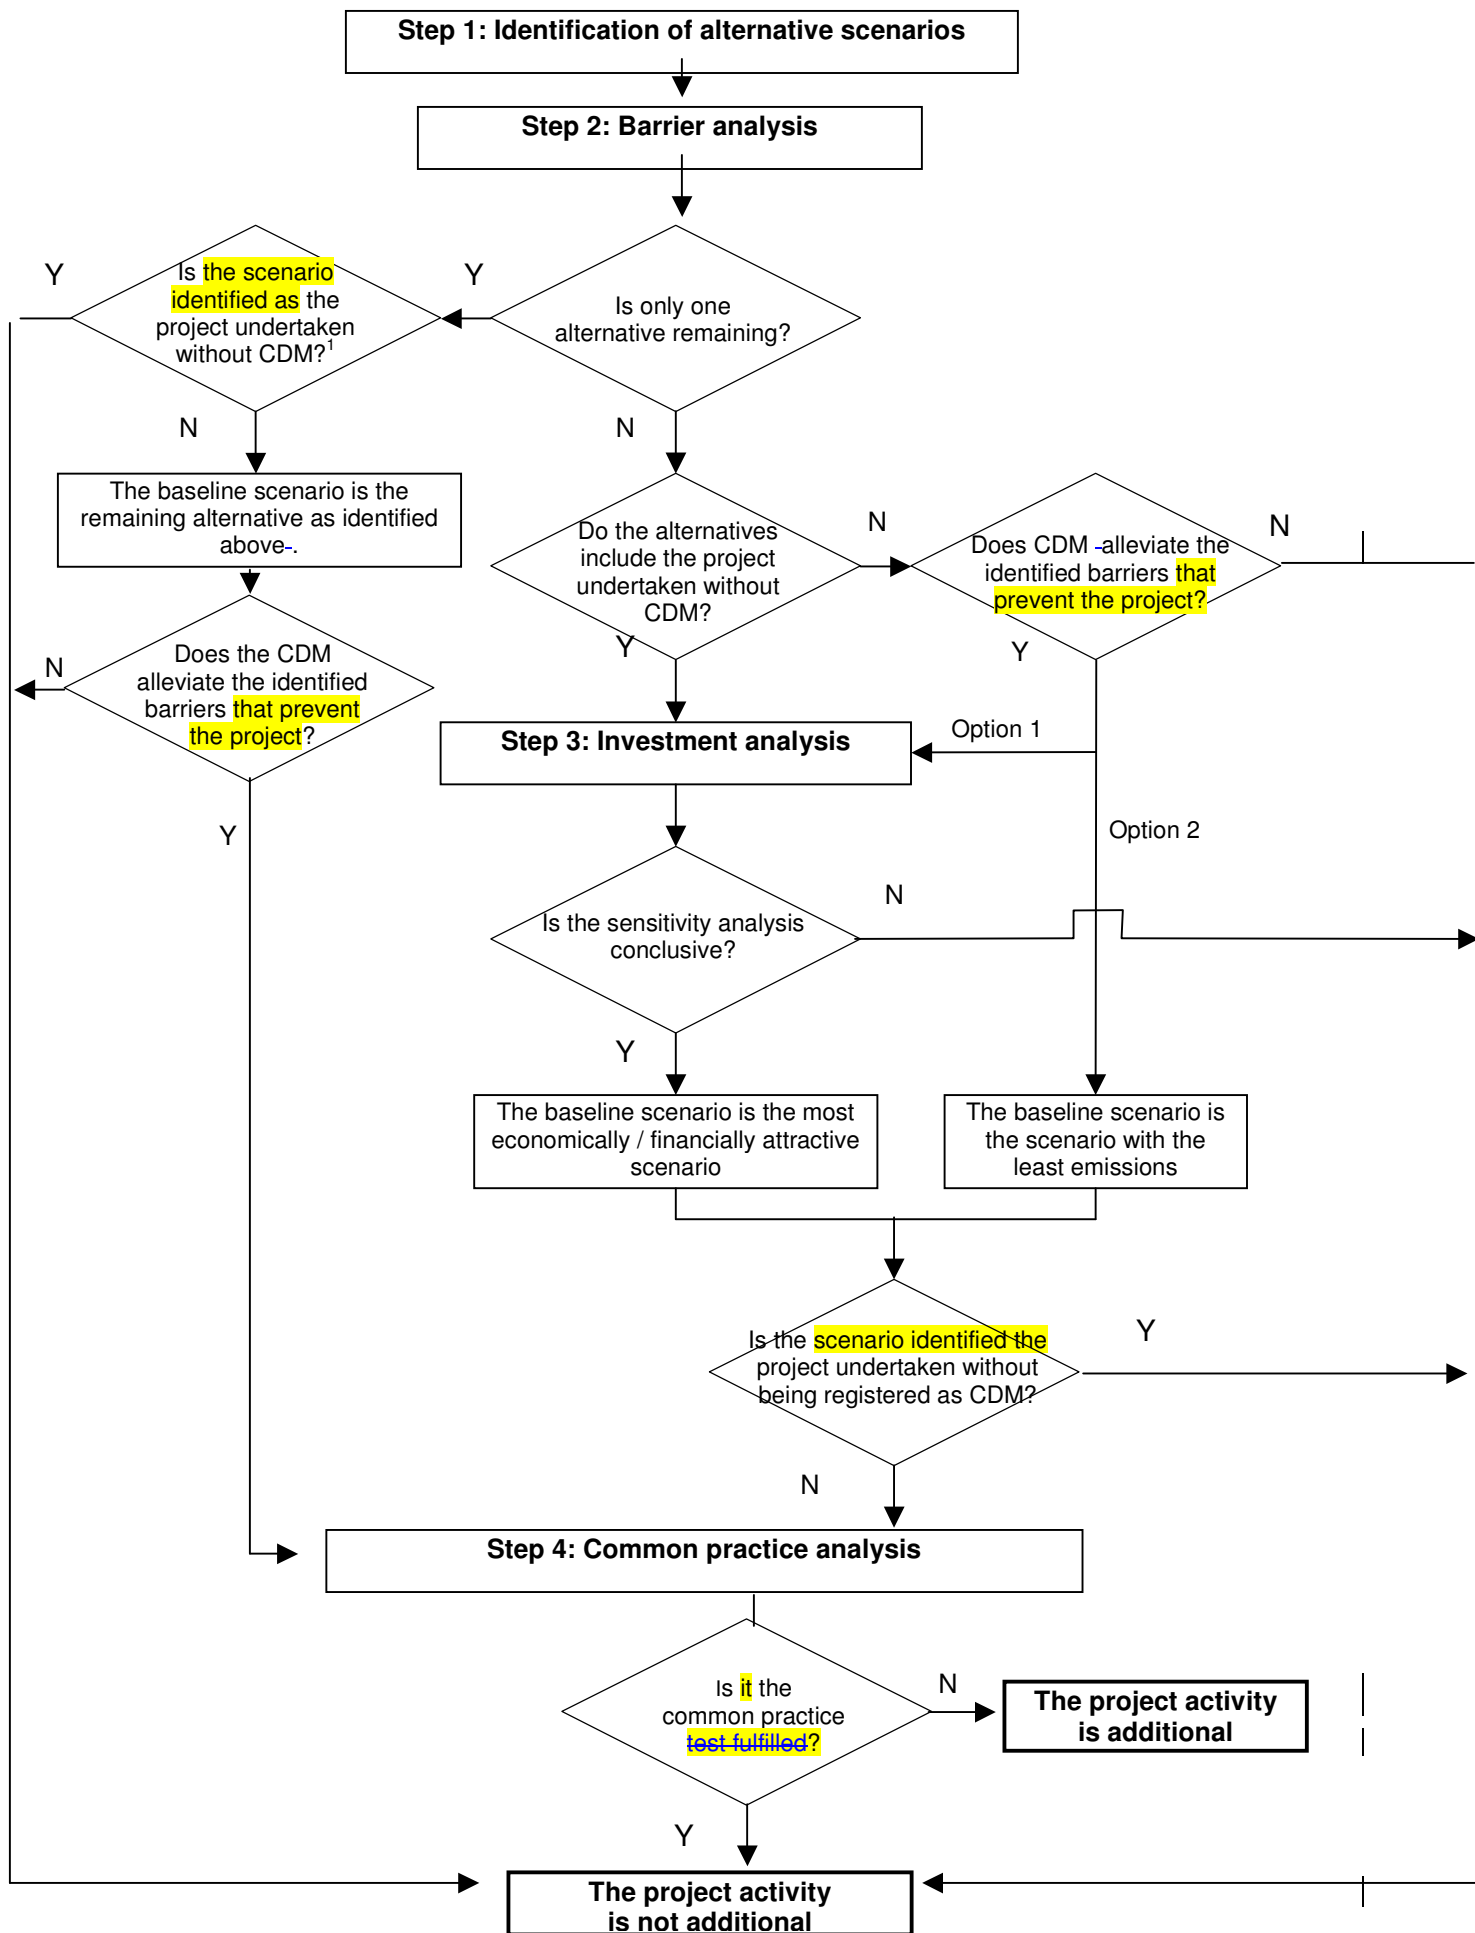 Step 1: Identification of alternative scenarios
Step 2: Barrier analysis
Y
Is the scenario
identified as the
project undertaken
without CDM?1
Y
Is only one
alternative remaining?
N
N
The baseline scenario is the
remaining alternative as identified
above-.
Do the alternatives
include the project
undertaken without
CDM?
N
Does CDM -alleviate the
identified barriers that
prevent the project?
N
Y
Y
N
Does the CDM
alleviate the identified
barriers that prevent
the project?
Y
Step 3: Investment analysis
Option 1
Option 2
Is the sensitivity analysis
conclusive?
N
Y
The baseline scenario is the most
economically / financially attractive
scenario
The baseline scenario is
the scenario with the
least emissions
Is the scenario identified the
project undertaken without
being registered as CDM?
Y
N
Step 4: Common practice analysis
Is it the
common practice
test fulfilled?
N
The project activity
is additional
Y
The project activity
is not additional